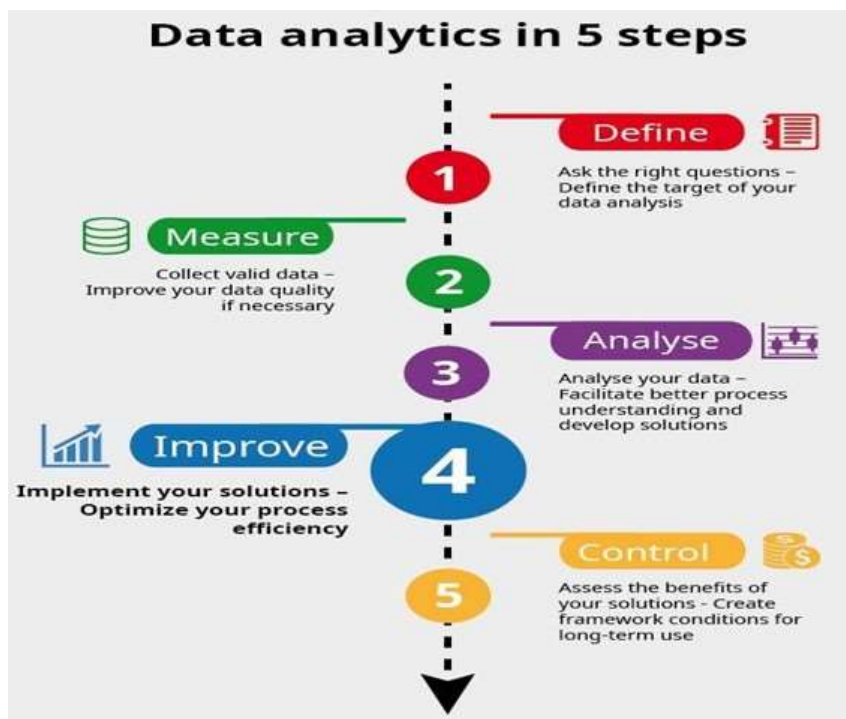 Data analytics in 5 steps
Define
1
Ask the right questions –
Define the target of your
data analysis
Measure
2
Collect valid data –
Improve your data quality
if necessary
Analyse
3
Analyse your data –
Facilitate better process
understanding and
develop solutions
Improve
4
Implement your solutions –
Optimize your process
efficiency
Control
$
$
5
Assess the benefits of
your solutions - Create
framework conditions for
long-term use